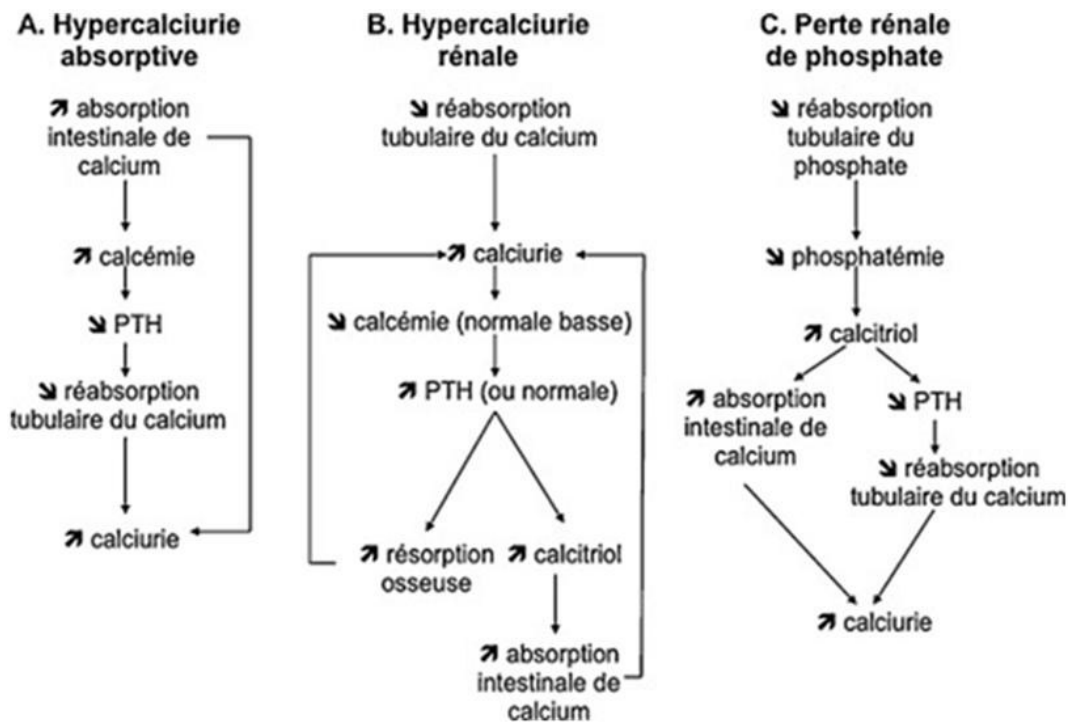 A. Hypercalciurie
absorptive
↗ absorption
intestinale de
calcium
↗ calcémie
↘ PTH
↘ réabsorption
tubulaire du calcium
↗ calciurie
B. Hypercalciurie
rénale
↘ réabsorption
tubulaire du calcium
↗ calciurie
↘ calcémie (normale basse)
↗ PTH (ou normale)
↗ résorption
osseuse
↗ calcitriol
↗ absorption
intestinale de
calcium
C. Perte rénale
de phosphate
↘ réabsorption
tubulaire du
phosphate
↘ phosphatémie
↗ calcitriol
↗ absorption
intestinale de
calcium
↘ PTH
↘ réabsorption
tubulaire du calcium
↗ calciurie